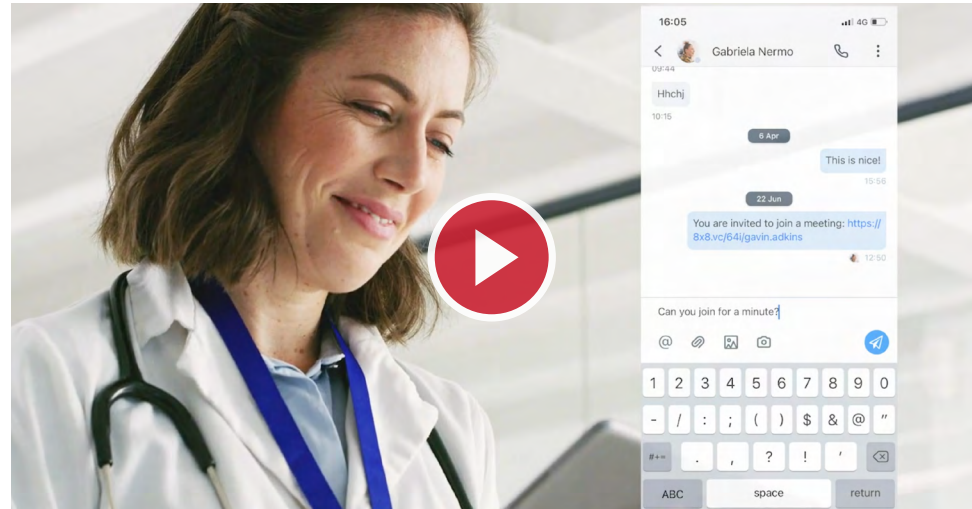 16:05
4G
Gabriela Nermo
09:44
Hhchj
10:15
6 Apr
This is nice!
15:56
22 Jun
You are invited to join a meeting: https://
8x8.vc/64i/gavin.adkins
12:50
Can you join for a minute?
@
1 2 3 4 5 6 7 8 9 0
- / : ; ( ) $ & @ "
#+= . , ? ! ' 
ABC space return